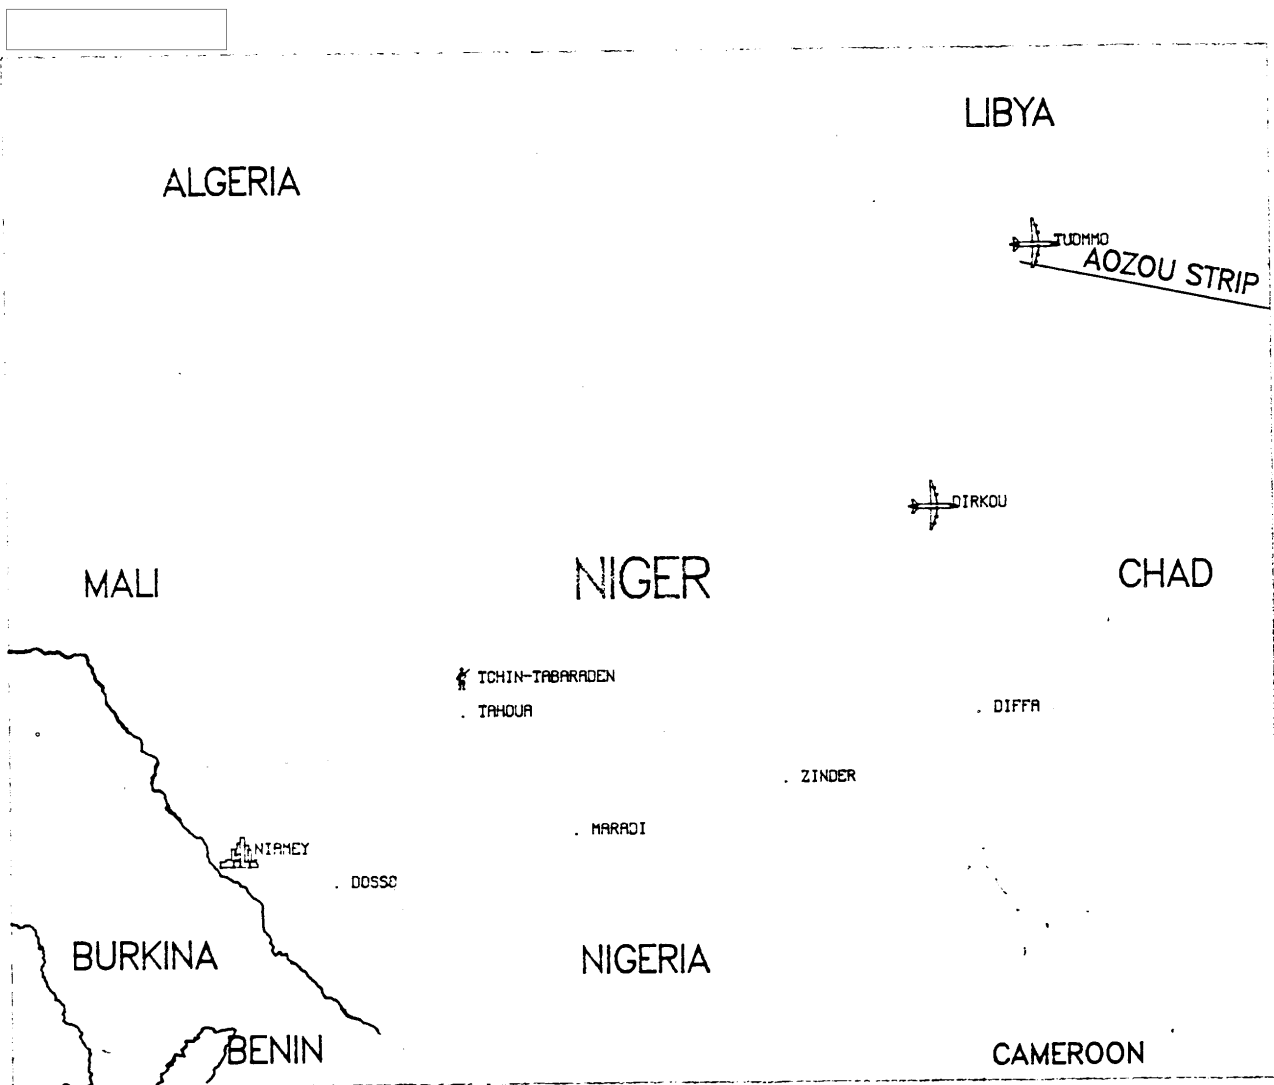 LIBYA
ALGERIA
TUOMMO
AOZOU STRIP
DIRKOU
NIGER
CHAD
MALI
TCHIN-TABARADEN
TAHOUA
DIFFA
ZINDER
MARADI
NIAMEY
DOSSO
BURKINA
NIGERIA
BENIN
CAMEROON